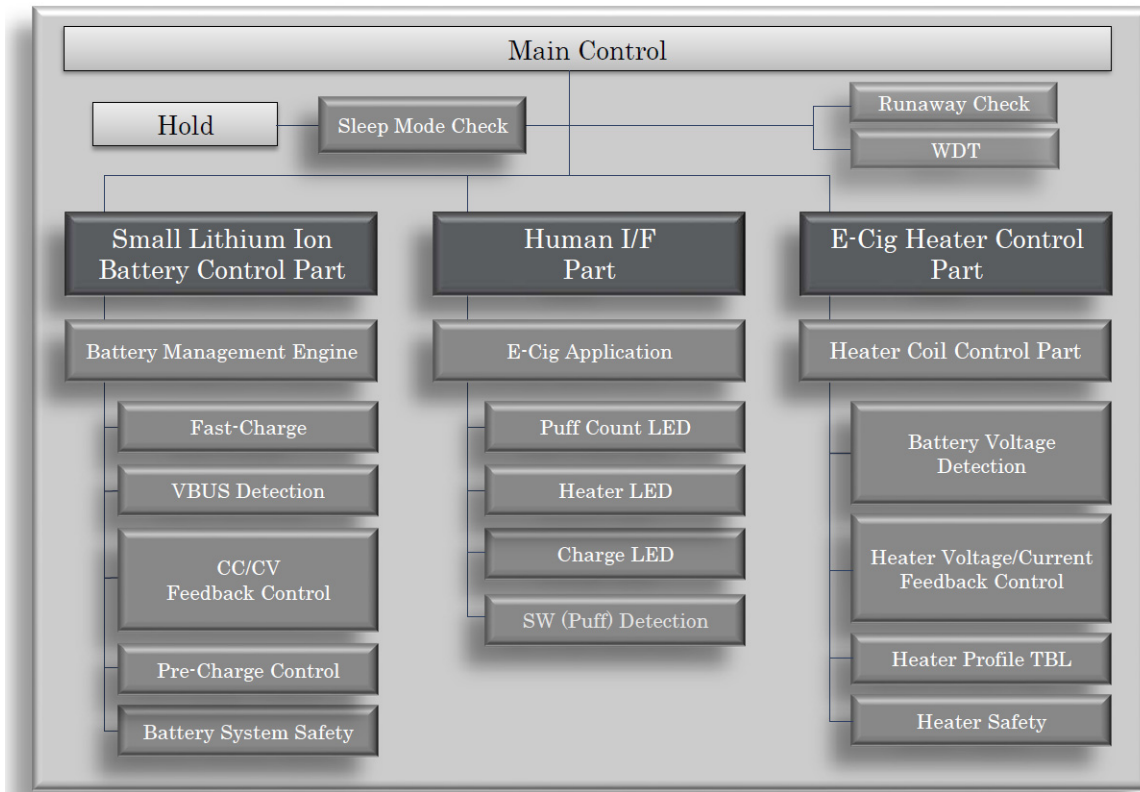 Main Control
Hold
Sleep Mode Check
Runaway Check
WDT
Small Lithium Ion
Battery Control Part
Battery Management Engine
Fast-Charge
VBUS Detection
CC/CV
Feedback Control
Pre-Charge Control
Battery System Safety
Human I/F
Part
E-Cig Application
Puff Count LED
Heater LED
Charge LED
SW (Puff) Detection
E-Cig Heater Control
Part
Heater Coil Control Part
Battery Voltage
Detection
Heater Voltage/Current
Feedback Control
Heater Profile TBL
Heater Safety